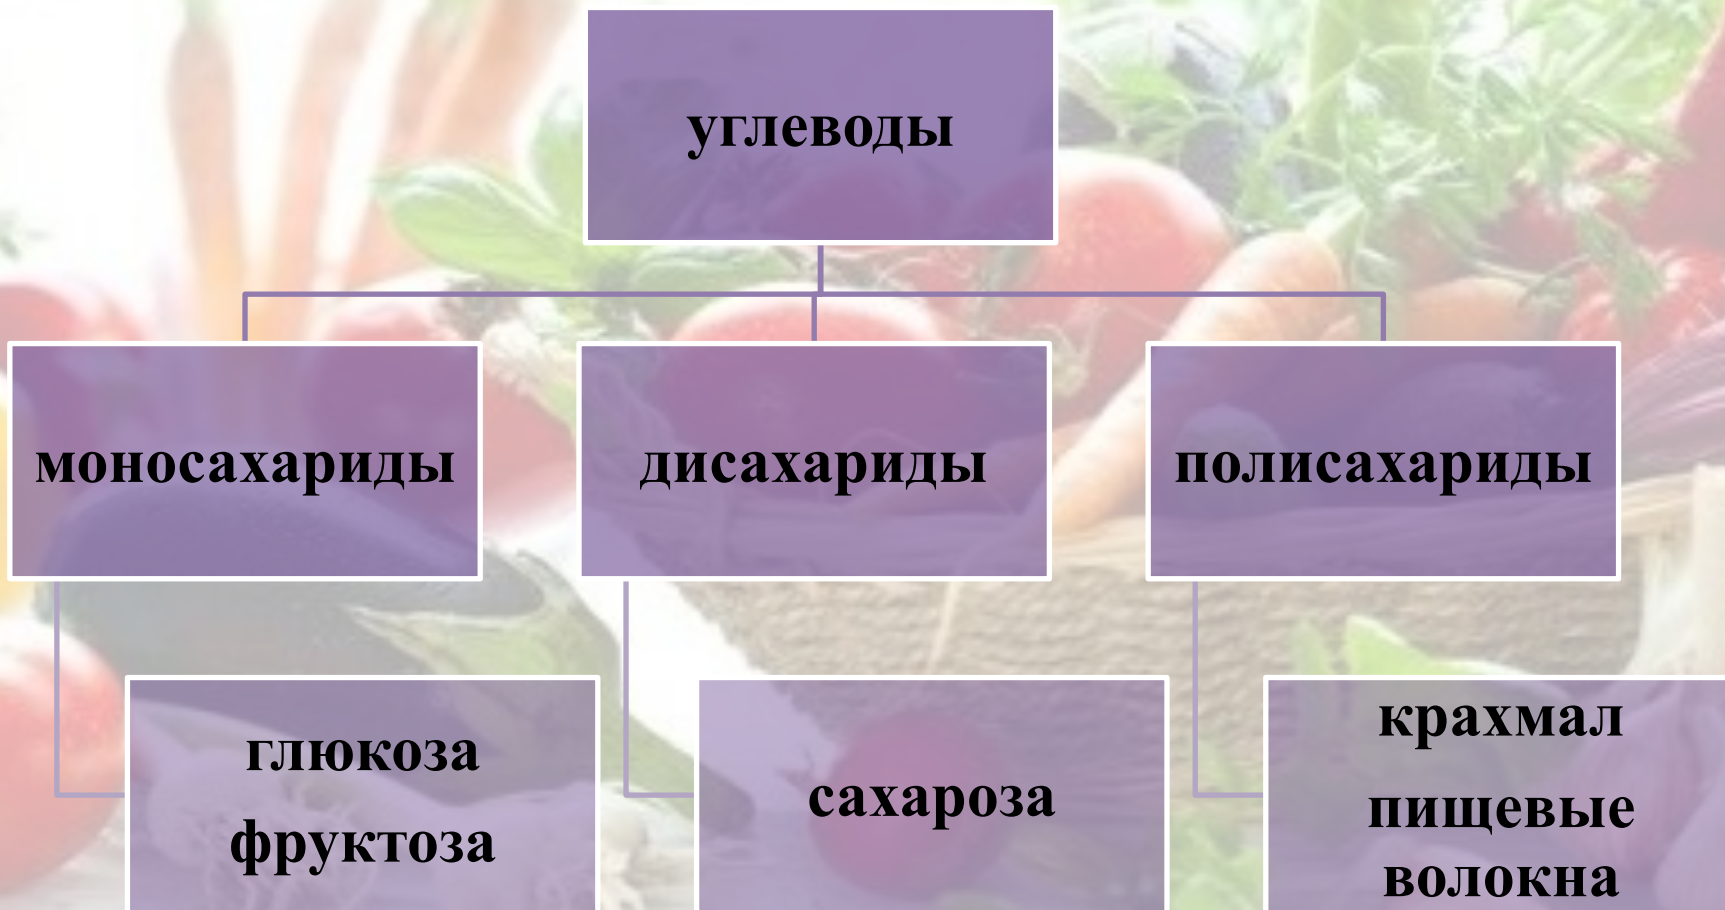 углеводы
моносахариды
дисахариды
полисахариды
глюкоза
фруктоза
сахароза
крахмал
пищевые
волокна